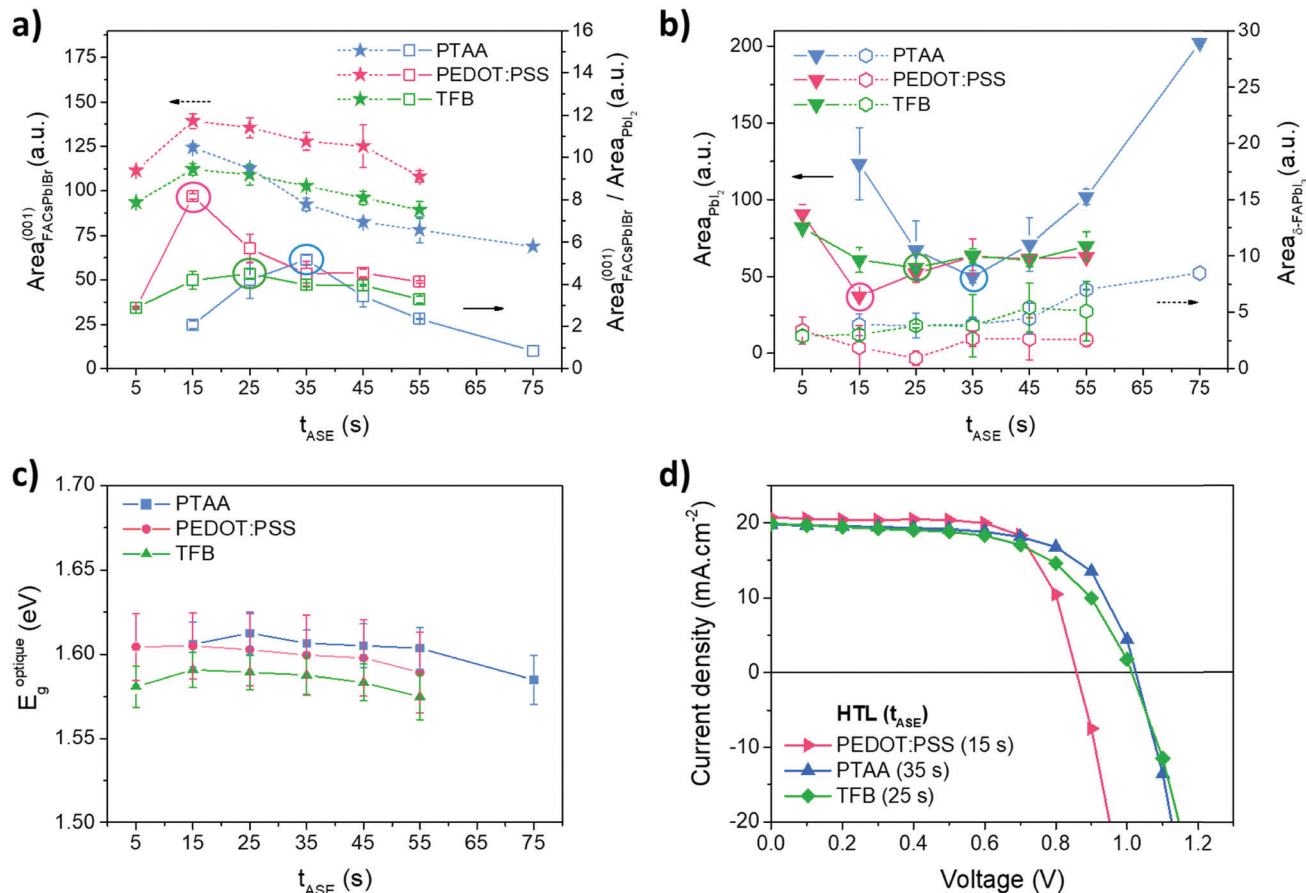 a)
Area(001)FACsPbIBr (a.u.)
175
150
125
100
75
50
25
0
16
14
12
10
8
6
4
2
0
PTAA
PEDOT:PSS
TFB
5 15 25 35 45 55 75
tASE (s)
Area(001)FACsPbIBr / AreaPbI2 (a.u.)
b)
AreaPbI2 (a.u.)
200
150
100
50
0
30
25
20
15
10
5
0
PTAA
PEDOT:PSS
TFB
5 15 25 35 45 55 75
tASE (s)
Areaδ-FAPbI3 (a.u.)
c)
Egoptique (eV)
1.70
1.65
1.60
1.55
1.50
PTAA
PEDOT:PSS
TFB
5 15 25 35 45 55 75
tASE (s)
d)
Current density (mA.cm-2)
20
10
0
-10
-20
HTL (tASE)
PEDOT:PSS (15 s)
PTAA (35 s)
TFB (25 s)
0.0 0.2 0.4 0.6 0.8 1.0 1.2
Voltage (V)